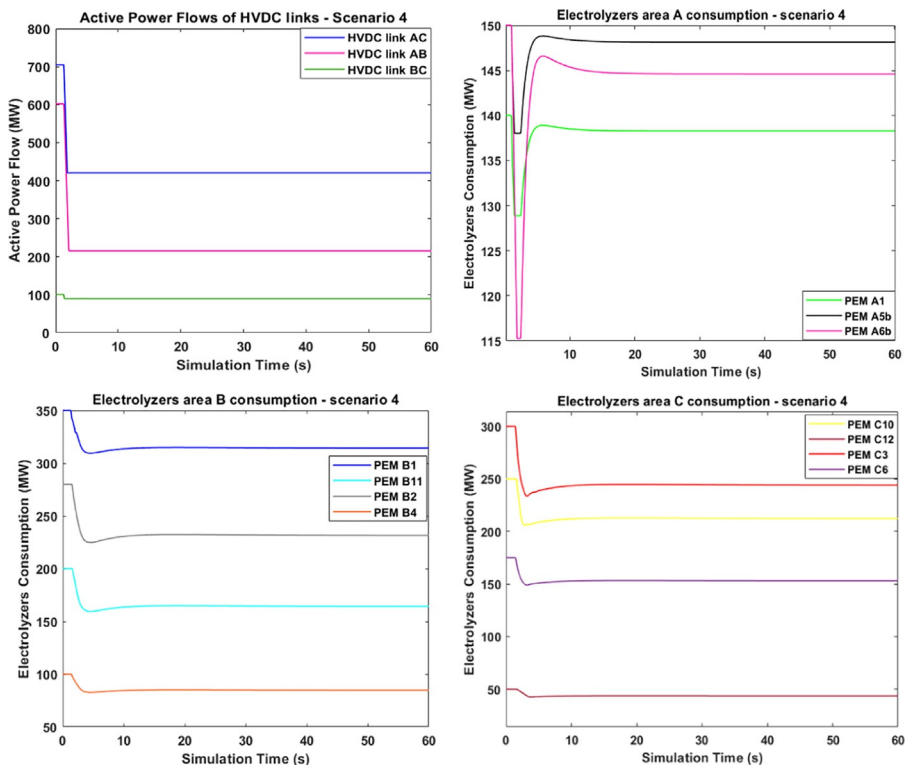 Active Power Flows of HVDC links - Scenario 4
Active Power Flow (MW)
800
700
600
500
400
300
200
100
0
HVDC link AC
HVDC link AB
HVDC link BC
0 10 20 30 40 50 60
Simulation Time (s)
Electrolyzers area A consumption - scenario 4
Electrolyzers Consumption (MW)
150
145
140
135
130
125
120
115
PEM A1
PEM A5b
PEM A6b
0 10 20 30 40 50 60
Simulation Time (s)
Electrolyzers area B consumption - scenario 4
Electrolyzers Consumption (MW)
350
300
250
200
150
100
50
PEM B1
PEM B11
PEM B2
PEM B4
0 10 20 30 40 50 60
Simulation Time (s)
Electrolyzers area C consumption - scenario 4
Electrolyzers Consumption (MW)
300
250
200
150
100
50
PEM C10
PEM C12
PEM C3
PEM C6
0 10 20 30 40 50 60
Simulation Time (s)